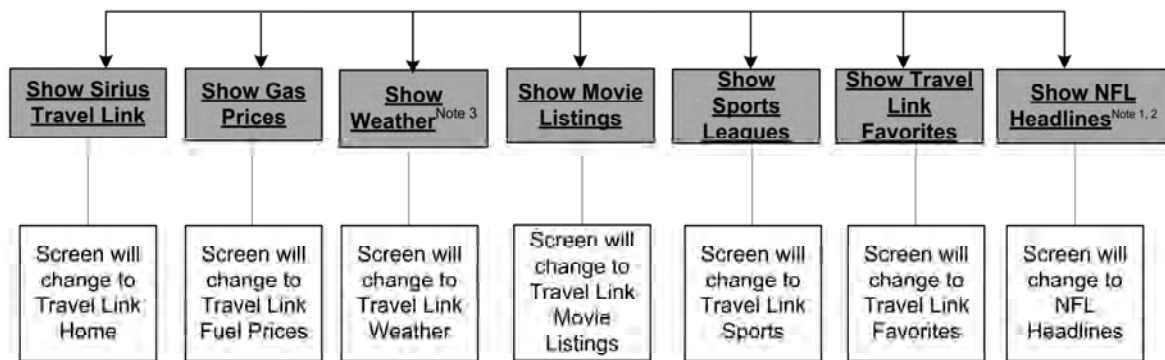 Show Sirius
Travel Link
Show Gas
Prices
Show
Weather Note 3
Show Movie
Listings
Show
Sports
Leagues
Show Travel
Link
Favorites
Show NFL
Headlines Note 1, 2
Screen will
change to
Travel Link
Home
Screen will
change to
Travel Link
Fuel Prices
Screen will
change to
Travel Link
Weather
Screen will
change to
Travel Link
Movie
Listings
Screen will
change to
Travel Link
Sports
Screen will
change to
Travel Link
Favorites
Screen will
change to
NFL
Headlines